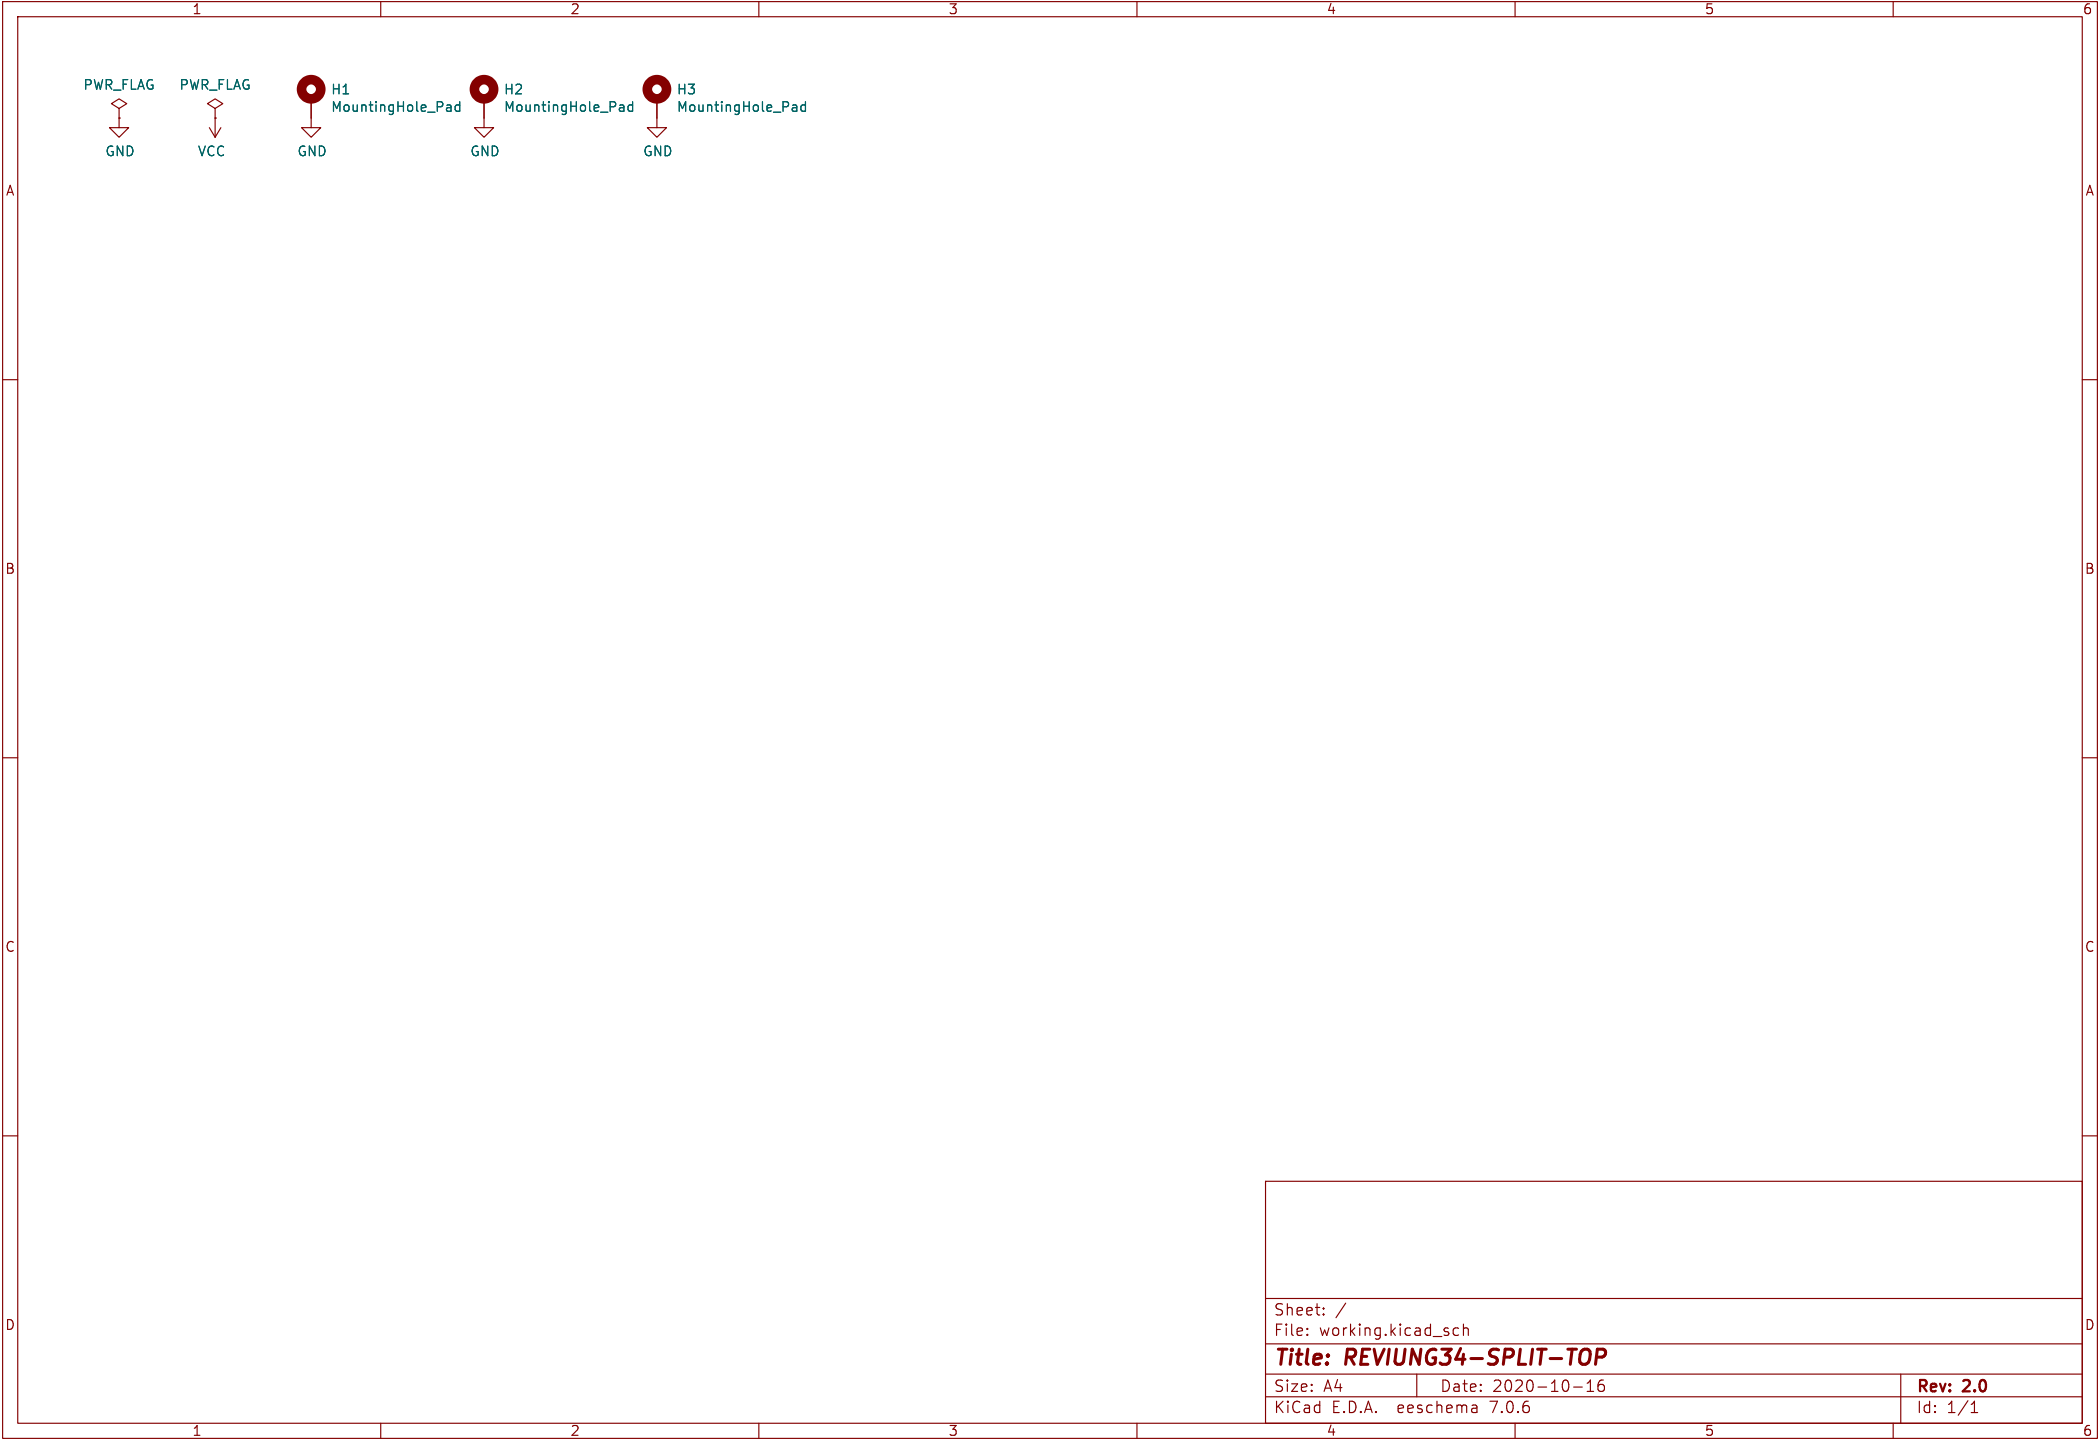 1 2 3 4 5 6
PWR_FLAG PWR_FLAG H1 H2 H3
MountingHole_Pad MountingHole_Pad MountingHole_Pad
GND VCC GND GND GND
A A
B B
C C
Sheet: /
File: working.kicad_sch
D D
Title: REVIUNG34-SPLIT-TOP
Size: A4 Date: 2020-10-16 Rev: 2.0
KiCad E.D.A. eeschema 7.0.6 Id: 1/1
1 2 3 4 5 6